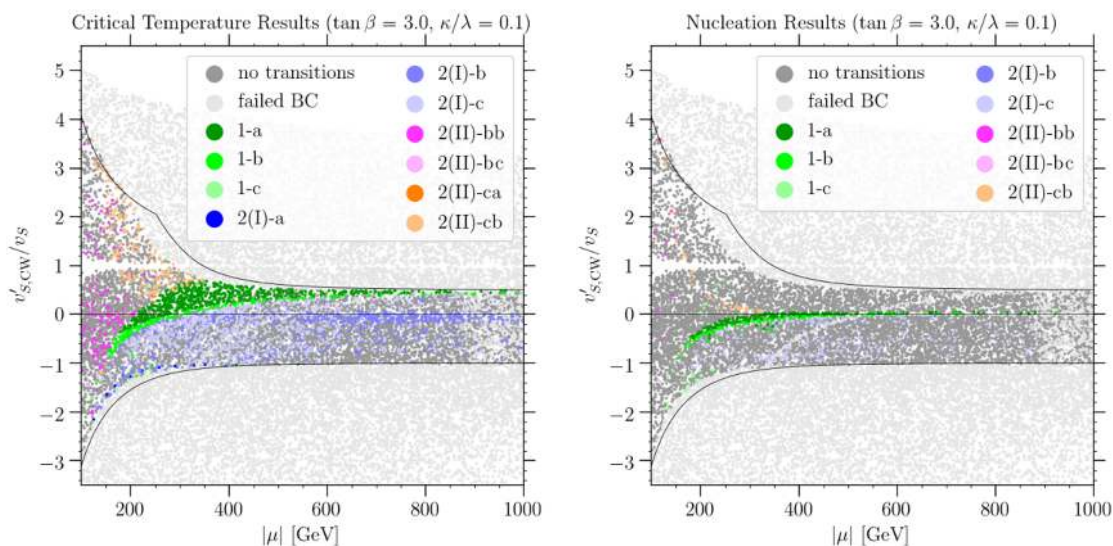 Critical Temperature Results (tan β = 3.0, κ/λ = 0.1)
no transitions
failed BC
1-a
1-b
1-c
2(I)-a
2(I)-b
2(I)-c
2(II)-bb
2(II)-bc
2(II)-ca
2(II)-cb
5
4
3
2
1
0
−1
−2
−3
v′S,CW/vS
200 400 600 800 1000
|μ| [GeV]
Nucleation Results (tan β = 3.0, κ/λ = 0.1)
no transitions
failed BC
1-a
1-b
1-c
2(I)-b
2(I)-c
2(II)-bb
2(II)-bc
2(II)-cb
5
4
3
2
1
0
−1
−2
−3
v′S,CW/vS
200 400 600 800 1000
|μ| [GeV]